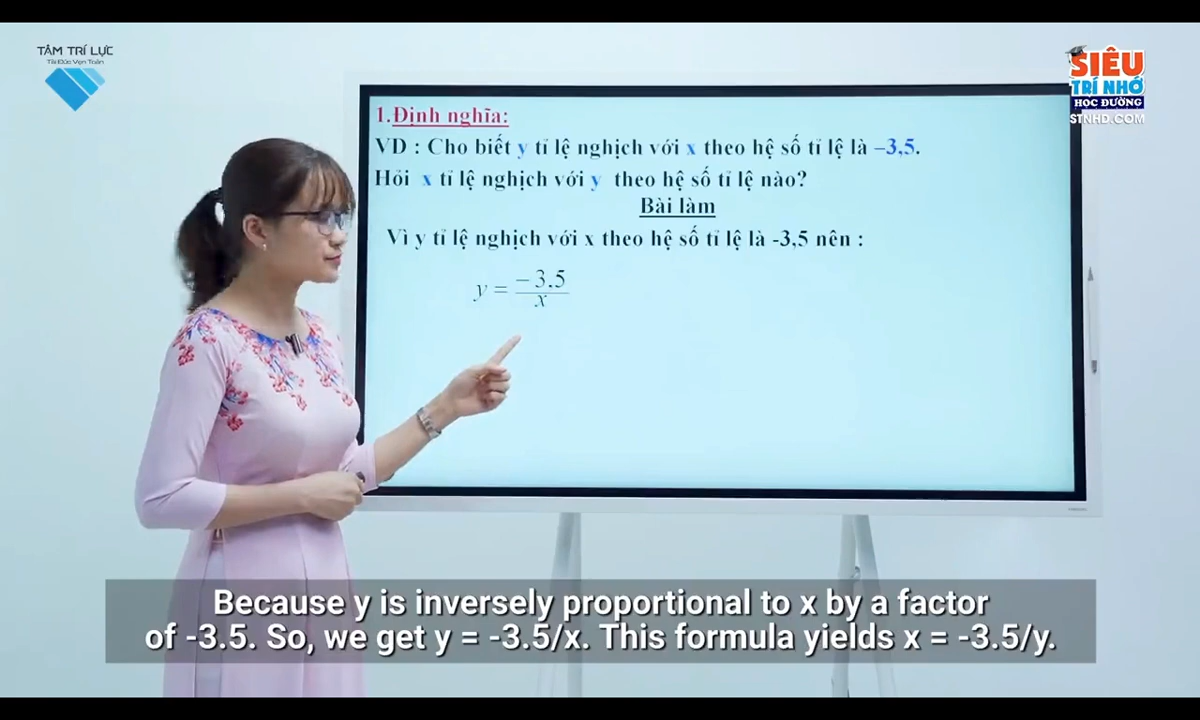 TÂM TRÍ LỰC
Tài Đức Vẹn Toàn
SIÊU
TRÍ NHỚ
HỌC ĐƯỜNG
STNHD.COM
1.Định nghĩa:
VD : Cho biết y tỉ lệ nghịch với x theo hệ số tỉ lệ là –3,5.
Hỏi x tỉ lệ nghịch với y theo hệ số tỉ lệ nào?
Bài làm
Vì y tỉ lệ nghịch với x theo hệ số tỉ lệ là -3,5 nên :
y = −3.5 / x
Because y is inversely proportional to x by a factor
of -3.5. So, we get y = -3.5/x. This formula yields x = -3.5/y.